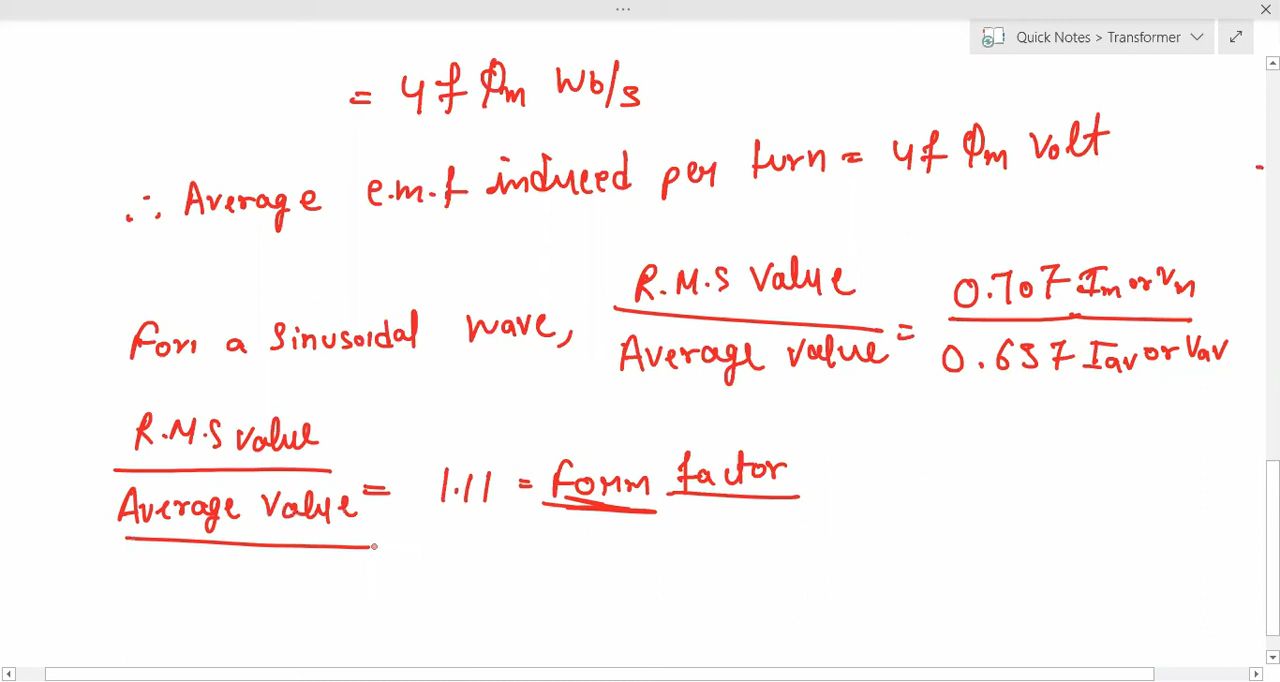 Quick Notes > Transformer
= 4f Φm Wb/s
∴ Average e.m.f induced per turn = 4f Φm Volt
For a sinusoidal wave, R.M.S Value / Average value = 0.707 Im or Vm / 0.637 Iav or Vav
R.M.S value / Average Value = 1.11 = Form factor